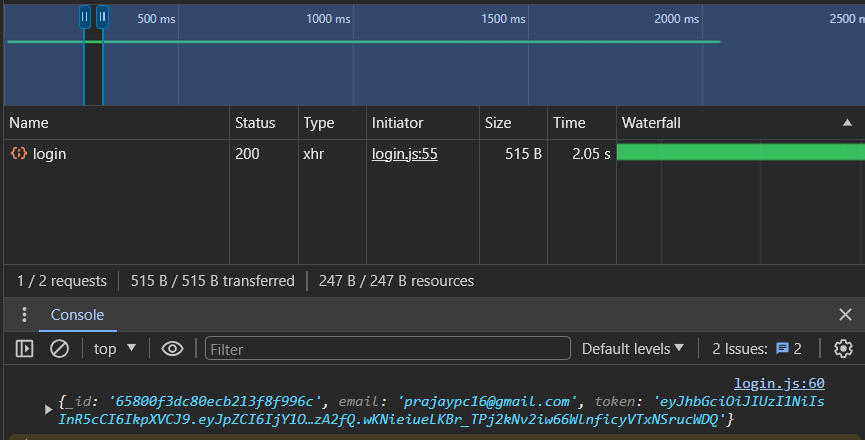 500 ms 1000 ms 1500 ms 2000 ms 2500 m
Name Status Type Initiator Size Time Waterfall
login 200 xhr login.js:55 515 B 2.05 s
1 / 2 requests 515 B / 515 B transferred 247 B / 247 B resources
Console
top Filter Default levels 2 Issues: 2
login.js:60
{_id: '65800f3dc80ecb213f8f996c', email: 'prajaypc16@gmail.com', token: 'eyJhbGciOiJIUzI1NiIs
InR5cCI6IkpXVCJ9.eyJpZCI6IjY1O…zA2fQ.wKNieiueLKBr_TPj2kNv2iw66WlnficyVTxNSrucWDQ'}